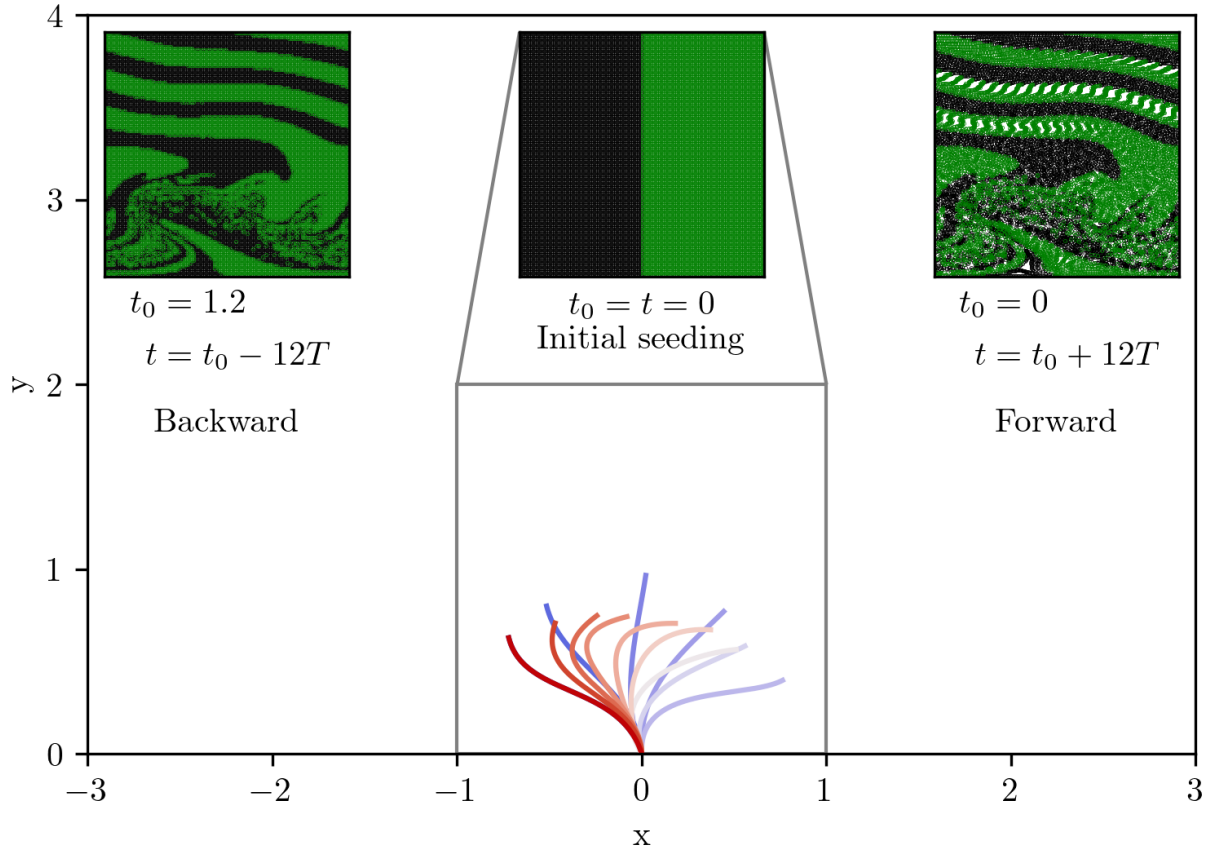 4
3
2
1
0
y
t₀ = 1.2
t = t₀ − 12T
Backward
t₀ = t = 0
Initial seeding
t₀ = 0
t = t₀ + 12T
Forward
−3 −2 −1 0 1 2 3
x